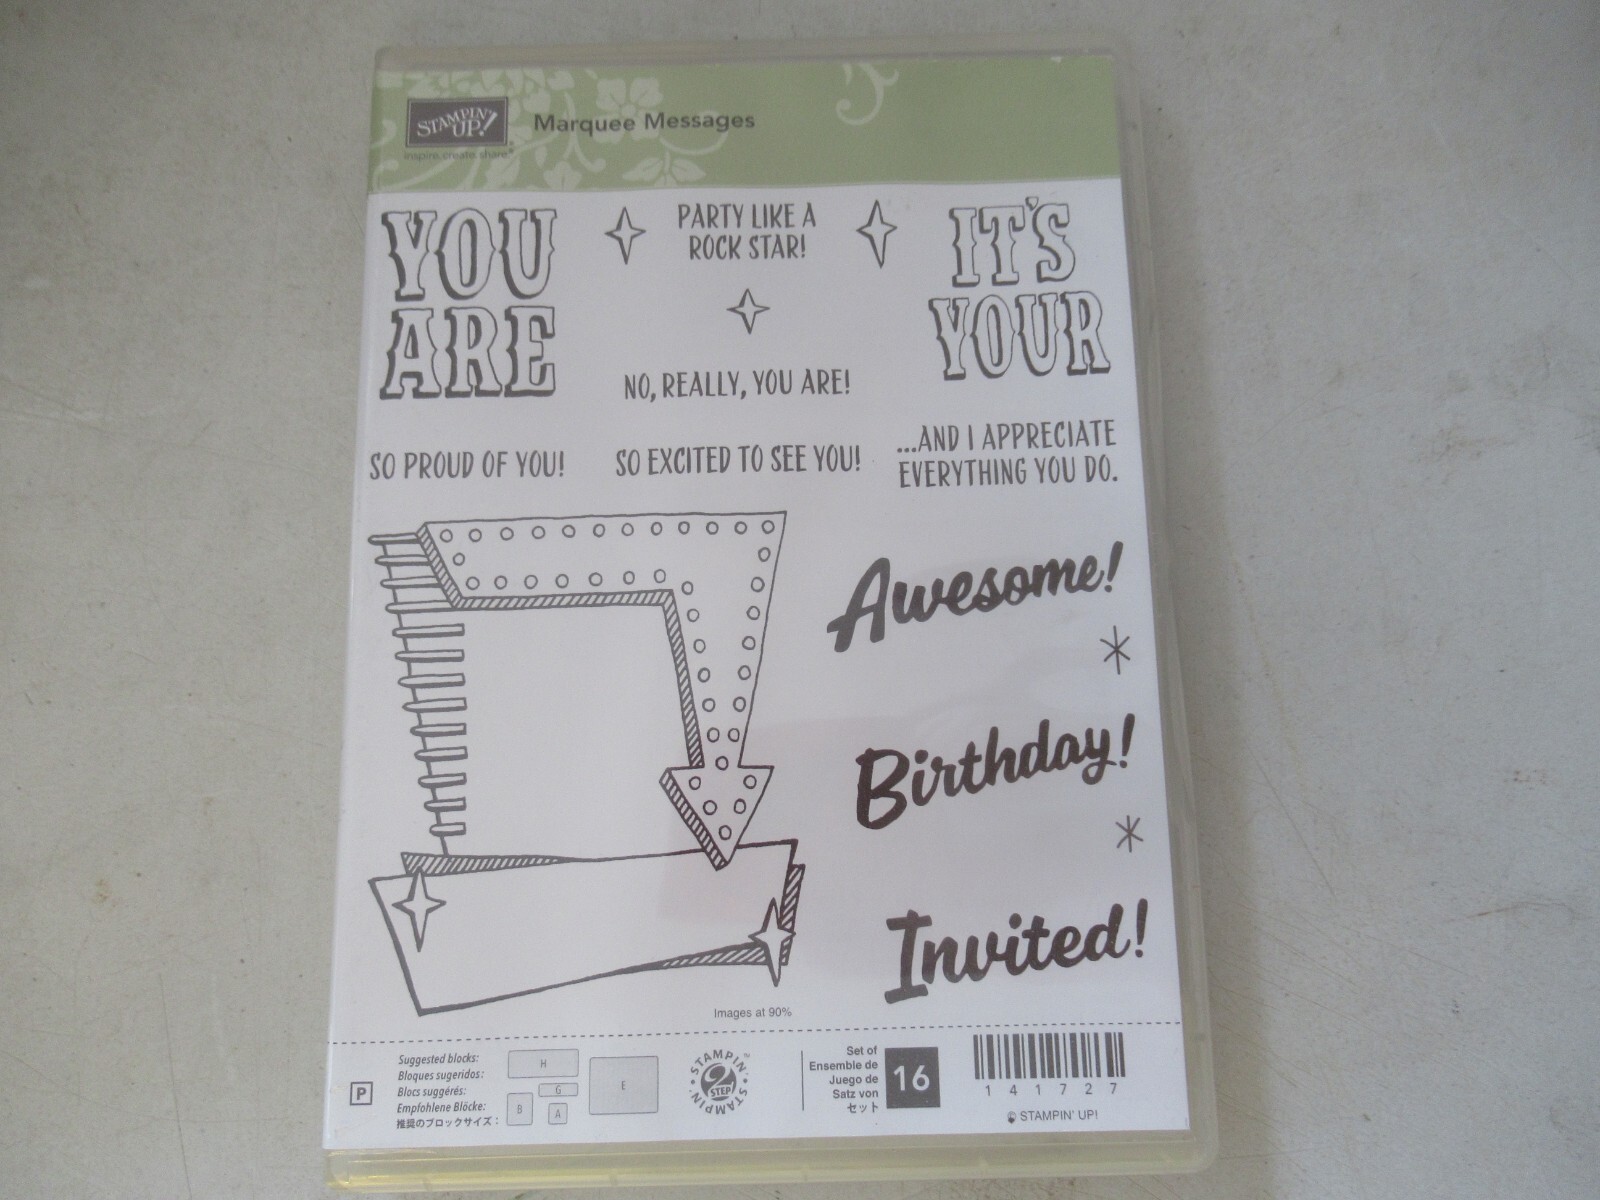 STAMPIN' UP!
inspire.create.share.®
Marquee Messages
YOU
ARE
PARTY LIKE A
ROCK STAR!
IT'S
YOUR
NO, REALLY, YOU ARE!
SO PROUD OF YOU!
SO EXCITED TO SEE YOU!
...AND I APPRECIATE
EVERYTHING YOU DO.
Awesome!
Birthday!
Invited!
Images at 90%
P
Suggested blocks:
Bloques sugeridos:
Blocs suggérés:
Empfohlene Blöcke:
推奨のブロックサイズ：
H
G
B
A
E
STAMPIN'™
2
STEP
STAMPIN'
Set of
Ensemble de
Juego de
Satz von
セット
16
141727
© STAMPIN' UP!